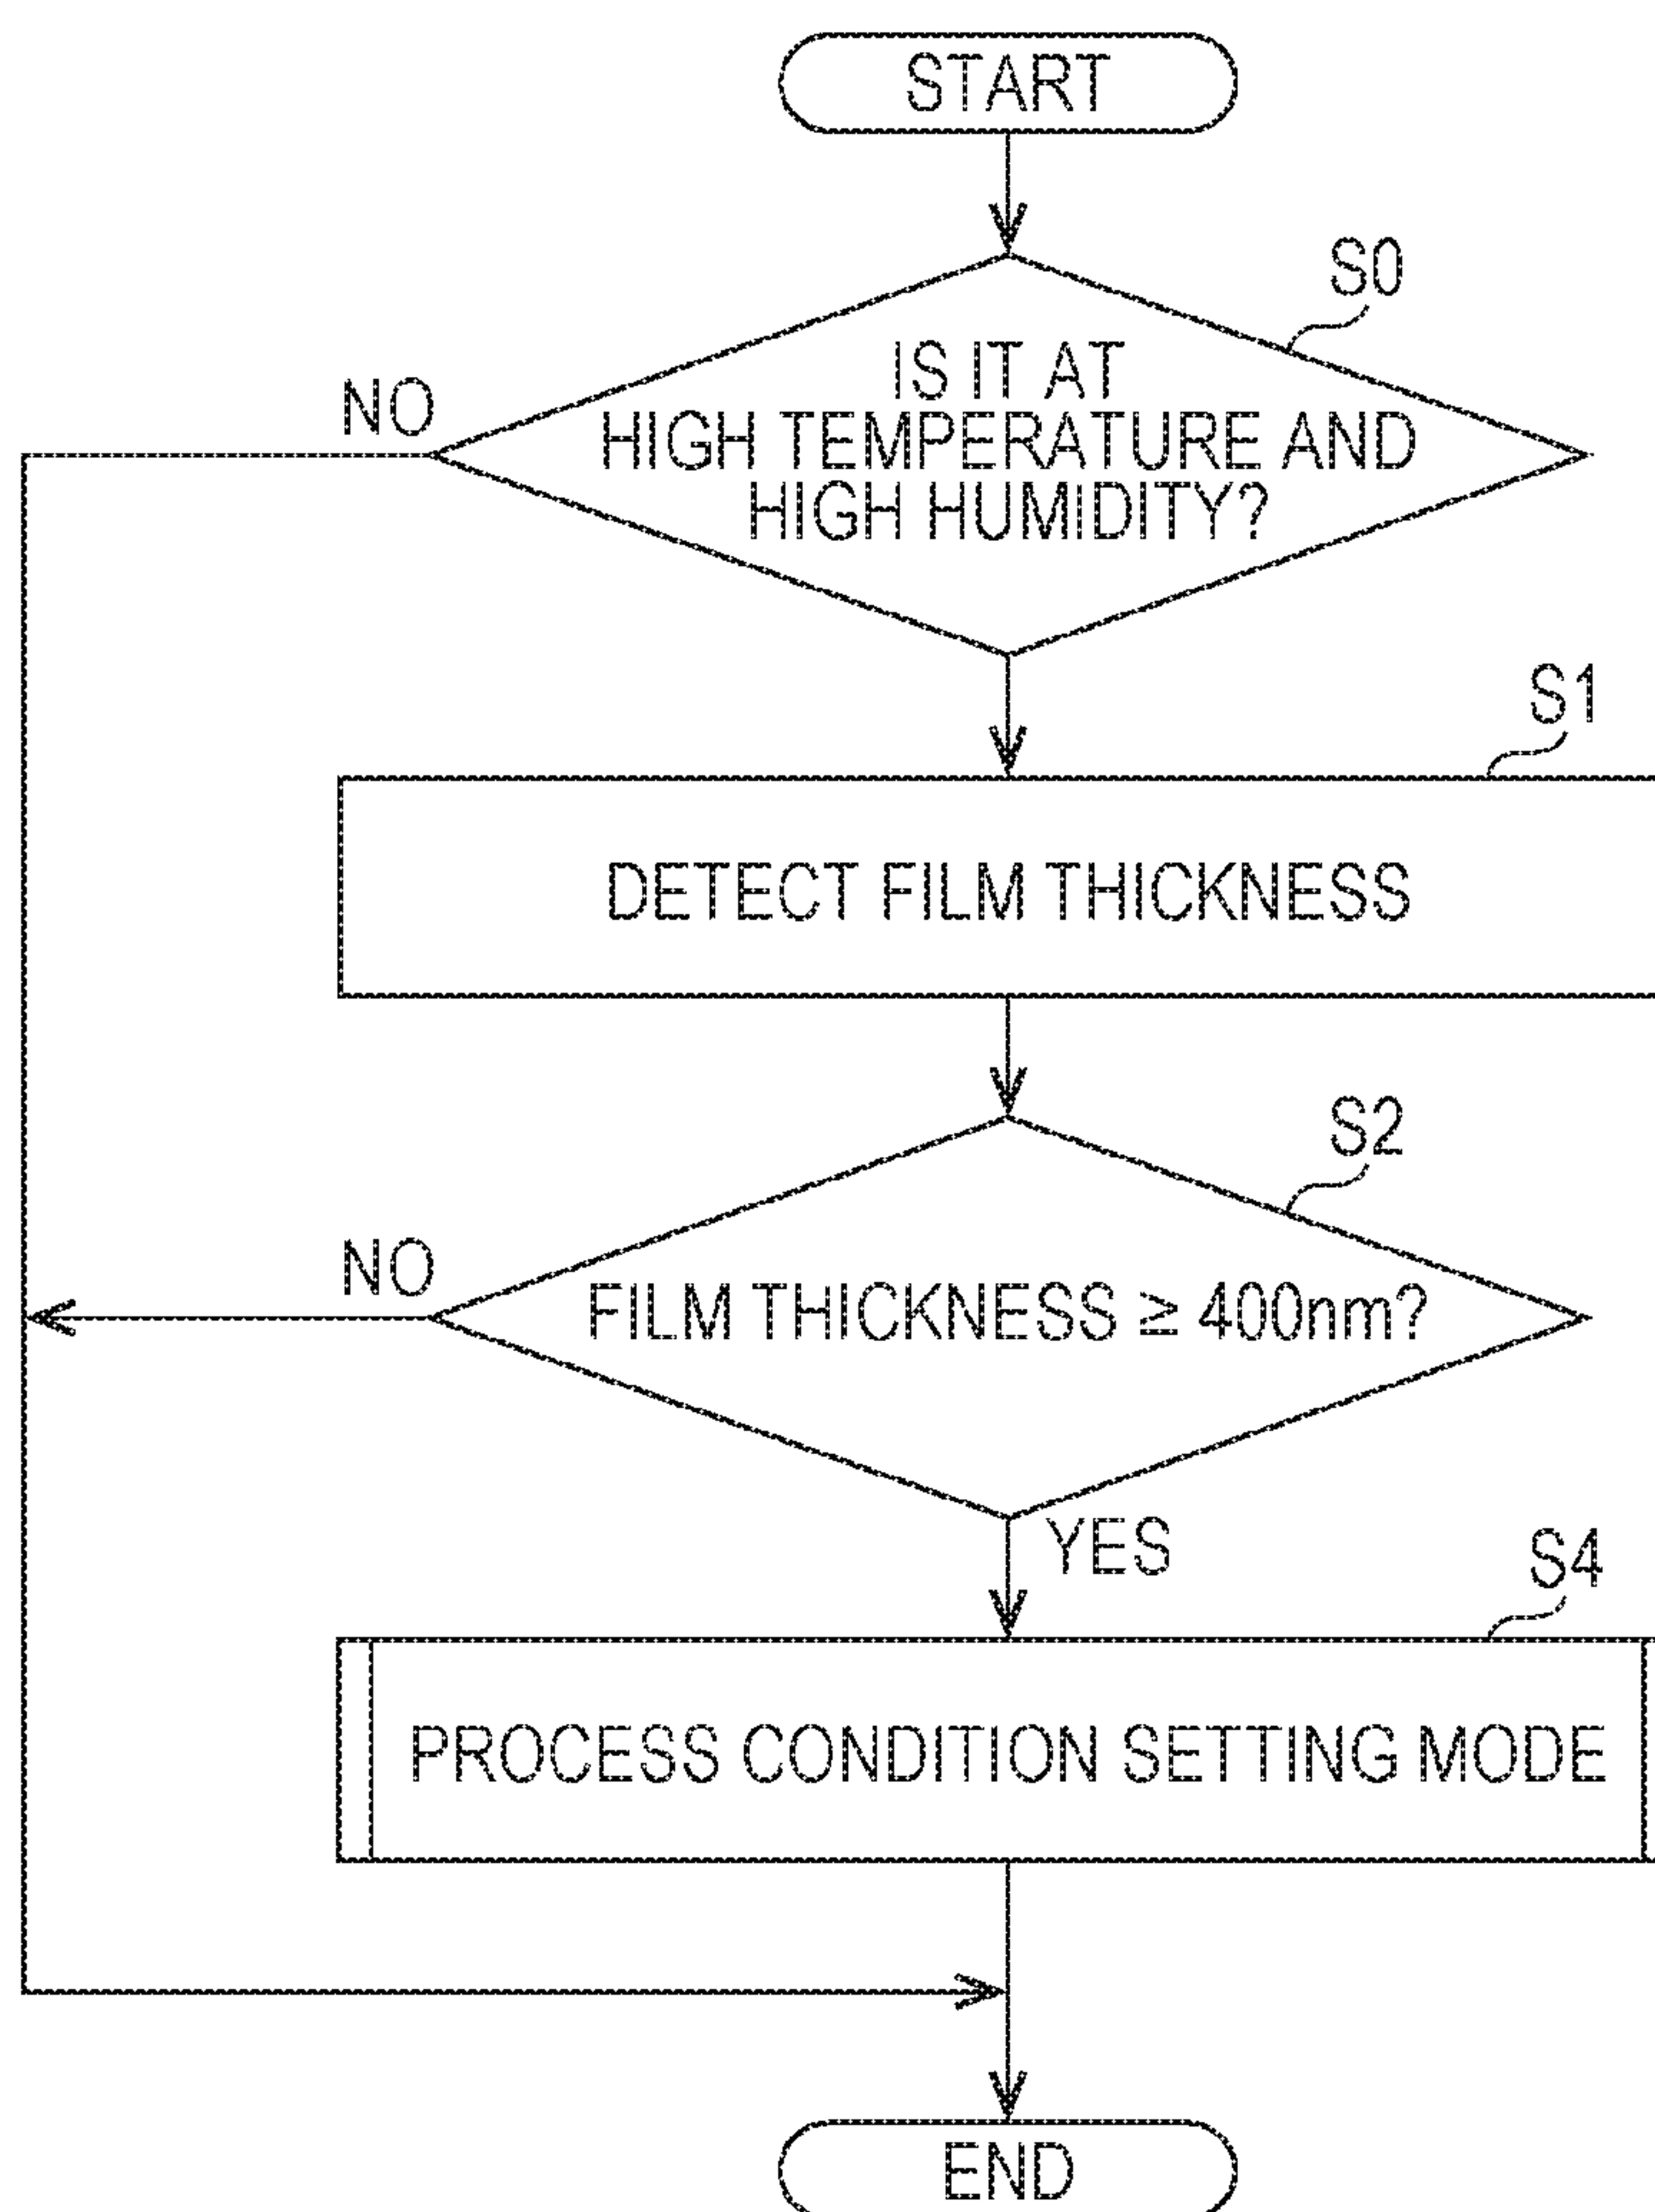 START
S0
IS IT AT
HIGH TEMPERATURE AND
HIGH HUMIDITY?
NO
S1
DETECT FILM THICKNESS
S2
NO
FILM THICKNESS ≥ 400nm?
YES
S4
PROCESS CONDITION SETTING MODE
END